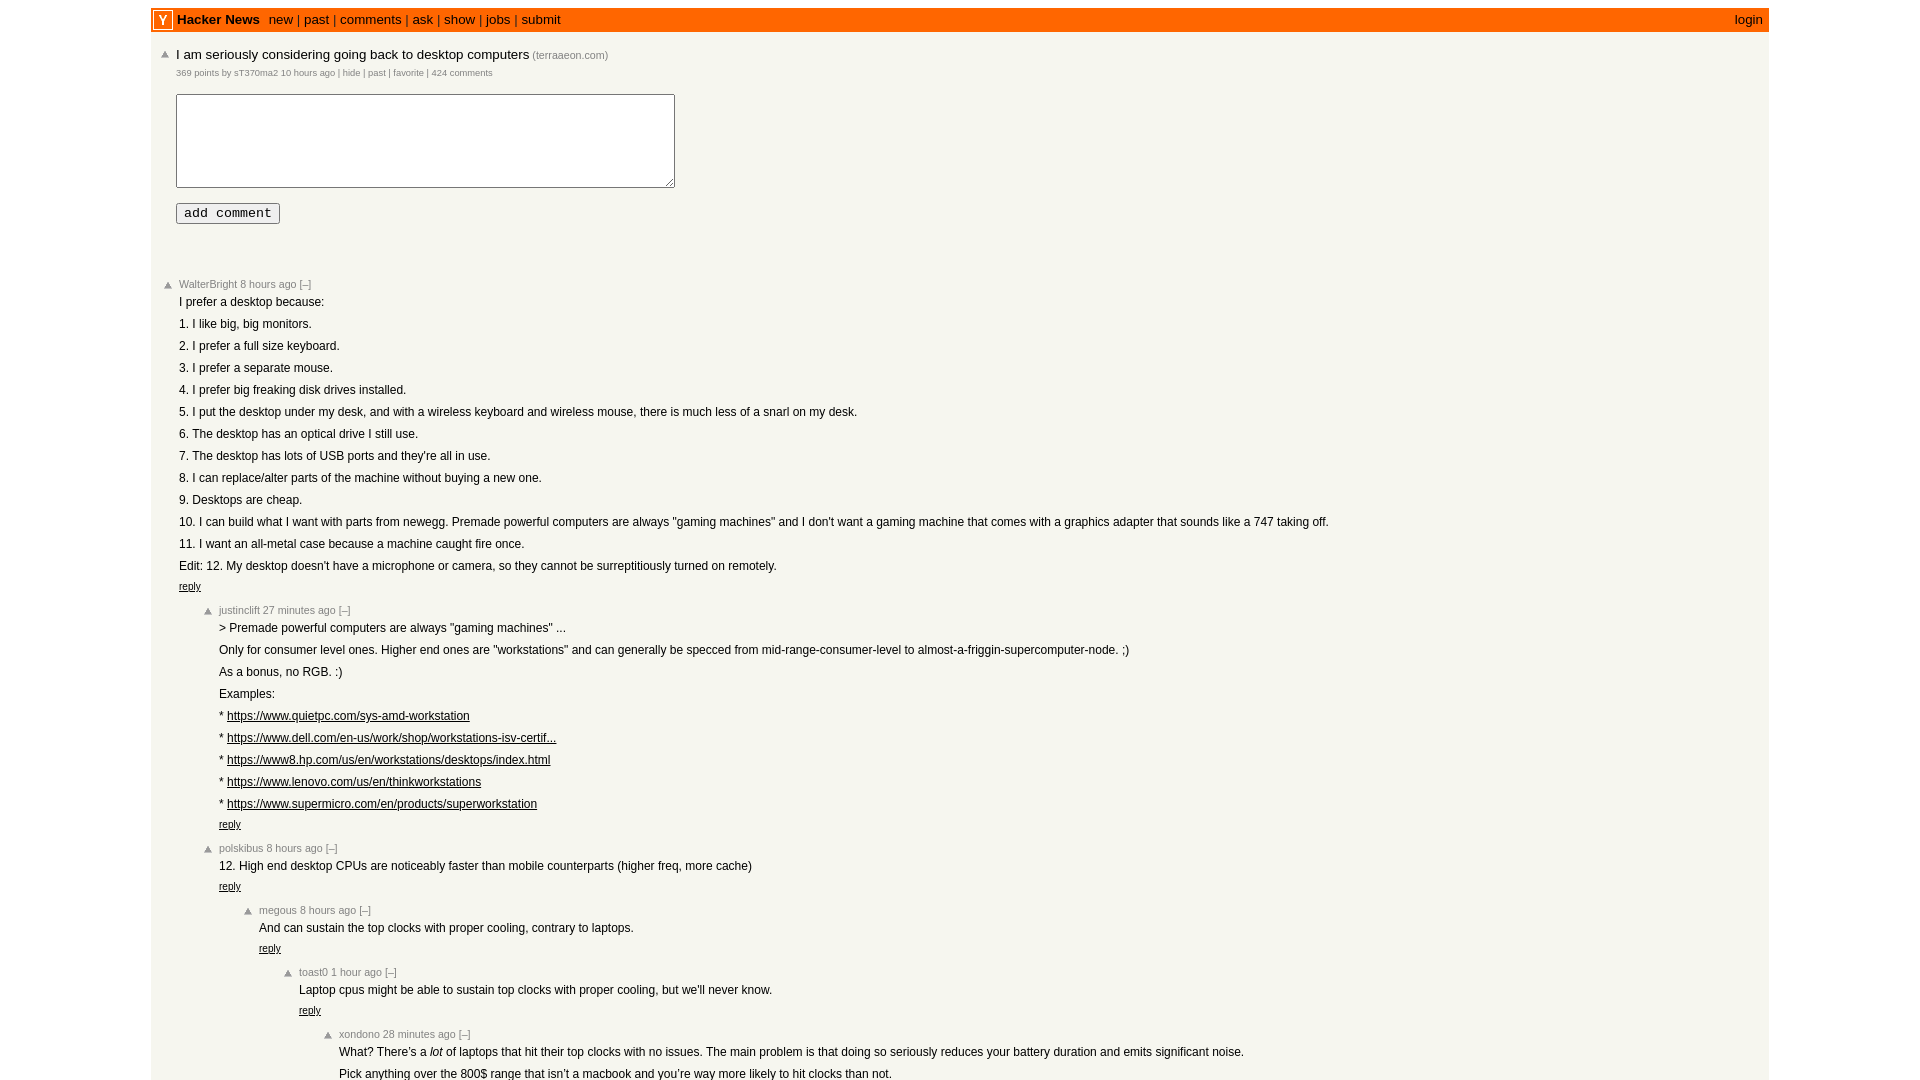 Y Hacker News new | past | comments | ask | show | jobs | submit login
I am seriously considering going back to desktop computers (terraaeon.com)
369 points by sT370ma2 10 hours ago | hide | past | favorite | 424 comments
add comment
WalterBright 8 hours ago [–]
I prefer a desktop because:
1. I like big, big monitors.
2. I prefer a full size keyboard.
3. I prefer a separate mouse.
4. I prefer big freaking disk drives installed.
5. I put the desktop under my desk, and with a wireless keyboard and wireless mouse, there is much less of a snarl on my desk.
6. The desktop has an optical drive I still use.
7. The desktop has lots of USB ports and they're all in use.
8. I can replace/alter parts of the machine without buying a new one.
9. Desktops are cheap.
10. I can build what I want with parts from newegg. Premade powerful computers are always "gaming machines" and I don't want a gaming machine that comes with a graphics adapter that sounds like a 747 taking off.
11. I want an all-metal case because a machine caught fire once.
Edit: 12. My desktop doesn't have a microphone or camera, so they cannot be surreptitiously turned on remotely.
reply
justinclift 27 minutes ago [–]
> Premade powerful computers are always "gaming machines" ...
Only for consumer level ones. Higher end ones are "workstations" and can generally be specced from mid-range-consumer-level to almost-a-friggin-supercomputer-node. ;)
As a bonus, no RGB. :)
Examples:
* https://www.quietpc.com/sys-amd-workstation
* https://www.dell.com/en-us/work/shop/workstations-isv-certif...
* https://www8.hp.com/us/en/workstations/desktops/index.html
* https://www.lenovo.com/us/en/thinkworkstations
* https://www.supermicro.com/en/products/superworkstation
reply
polskibus 8 hours ago [–]
12. High end desktop CPUs are noticeably faster than mobile counterparts (higher freq, more cache)
reply
megous 8 hours ago [–]
And can sustain the top clocks with proper cooling, contrary to laptops.
reply
toast0 1 hour ago [–]
Laptop cpus might be able to sustain top clocks with proper cooling, but we'll never know.
reply
xondono 28 minutes ago [–]
What? There’s a lot of laptops that hit their top clocks with no issues. The main problem is that doing so seriously reduces your battery duration and emits significant noise.
Pick anything over the 800$ range that isn’t a macbook and you’re way more likely to hit clocks than not.